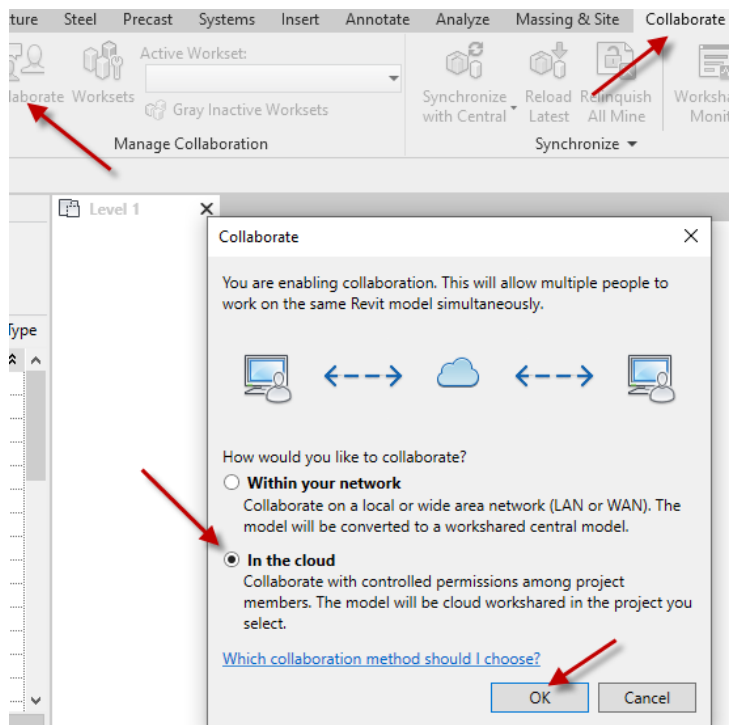 cture Steel Precast Systems Insert Annotate Analyze Massing & Site Collaborate
Active Workset:
laborate Worksets
Gray Inactive Worksets
Synchronize with Central
Reload Latest
Relinquish All Mine
Worksha
Monit
Manage Collaboration
Synchronize
Level 1
Type
Collaborate
You are enabling collaboration. This will allow multiple people to
work on the same Revit model simultaneously.
How would you like to collaborate?
Within your network
Collaborate on a local or wide area network (LAN or WAN). The
model will be converted to a workshared central model.
In the cloud
Collaborate with controlled permissions among project
members. The model will be cloud workshared in the project you
select.
Which collaboration method should I choose?
OK Cancel